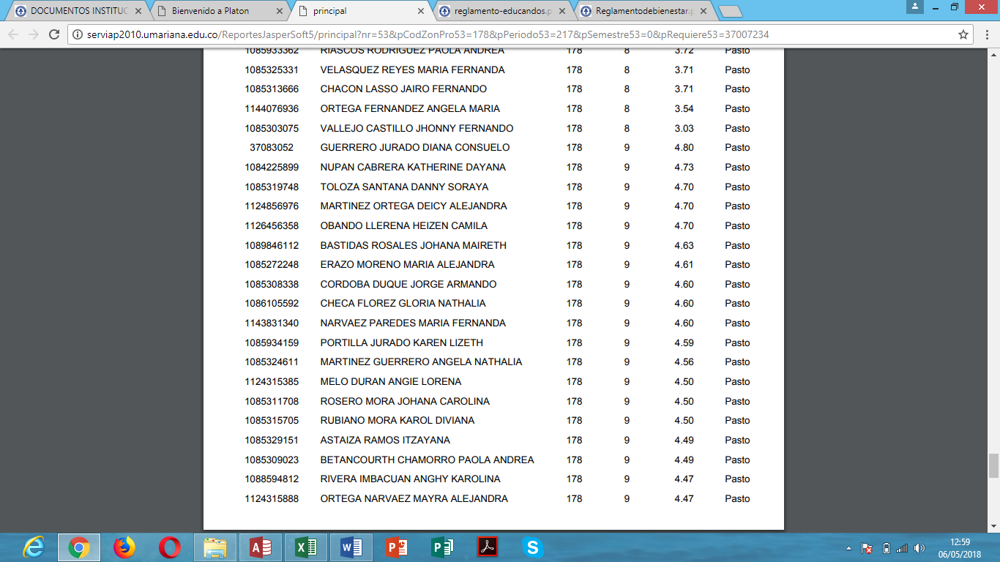 DOCUMENTOS INSTITUC
Bienvenido a Platon
principal
reglamento-educandos.p
Reglamentodebienestar.p
serviap2010.umariana.edu.co/ReportesJasperSoft5/principal?nr=53&pCodZonPro53=178&pPeriodo53=217&pSemestre53=0&pRequiere53=37007234
1085933362 RIASCOS RODRIGUEZ PAOLA ANDREA 178 8 3.72 Pasto
1085325331 VELASQUEZ REYES MARIA FERNANDA 178 8 3.71 Pasto
1085313666 CHACON LASSO JAIRO FERNANDO 178 8 3.71 Pasto
1144076936 ORTEGA FERNANDEZ ANGELA MARIA 178 8 3.54 Pasto
1085303075 VALLEJO CASTILLO JHONNY FERNANDO 178 8 3.03 Pasto
37083052 GUERRERO JURADO DIANA CONSUELO 178 9 4.80 Pasto
1084225899 NUPAN CABRERA KATHERINE DAYANA 178 9 4.73 Pasto
1085319748 TOLOZA SANTANA DANNY SORAYA 178 9 4.70 Pasto
1124856976 MARTINEZ ORTEGA DEICY ALEJANDRA 178 9 4.70 Pasto
1126456358 OBANDO LLERENA HEIZEN CAMILA 178 9 4.70 Pasto
1089846112 BASTIDAS ROSALES JOHANA MAIRETH 178 9 4.63 Pasto
1085272248 ERAZO MORENO MARIA ALEJANDRA 178 9 4.61 Pasto
1085308338 CORDOBA DUQUE JORGE ARMANDO 178 9 4.60 Pasto
1086105592 CHECA FLOREZ GLORIA NATHALIA 178 9 4.60 Pasto
1143831340 NARVAEZ PAREDES MARIA FERNANDA 178 9 4.60 Pasto
1085934159 PORTILLA JURADO KAREN LIZETH 178 9 4.59 Pasto
1085324611 MARTINEZ GUERRERO ANGELA NATHALIA 178 9 4.56 Pasto
1124315385 MELO DURAN ANGIE LORENA 178 9 4.50 Pasto
1085311708 ROSERO MORA JOHANA CAROLINA 178 9 4.50 Pasto
1085315705 RUBIANO MORA KAROL DIVIANA 178 9 4.50 Pasto
1085329151 ASTAIZA RAMOS ITZAYANA 178 9 4.49 Pasto
1085309023 BETANCOURTH CHAMORRO PAOLA ANDREA 178 9 4.49 Pasto
1088594812 RIVERA IMBACUAN ANGHY KAROLINA 178 9 4.47 Pasto
1124315888 ORTEGA NARVAEZ MAYRA ALEJANDRA 178 9 4.47 Pasto
12:59
06/05/2018